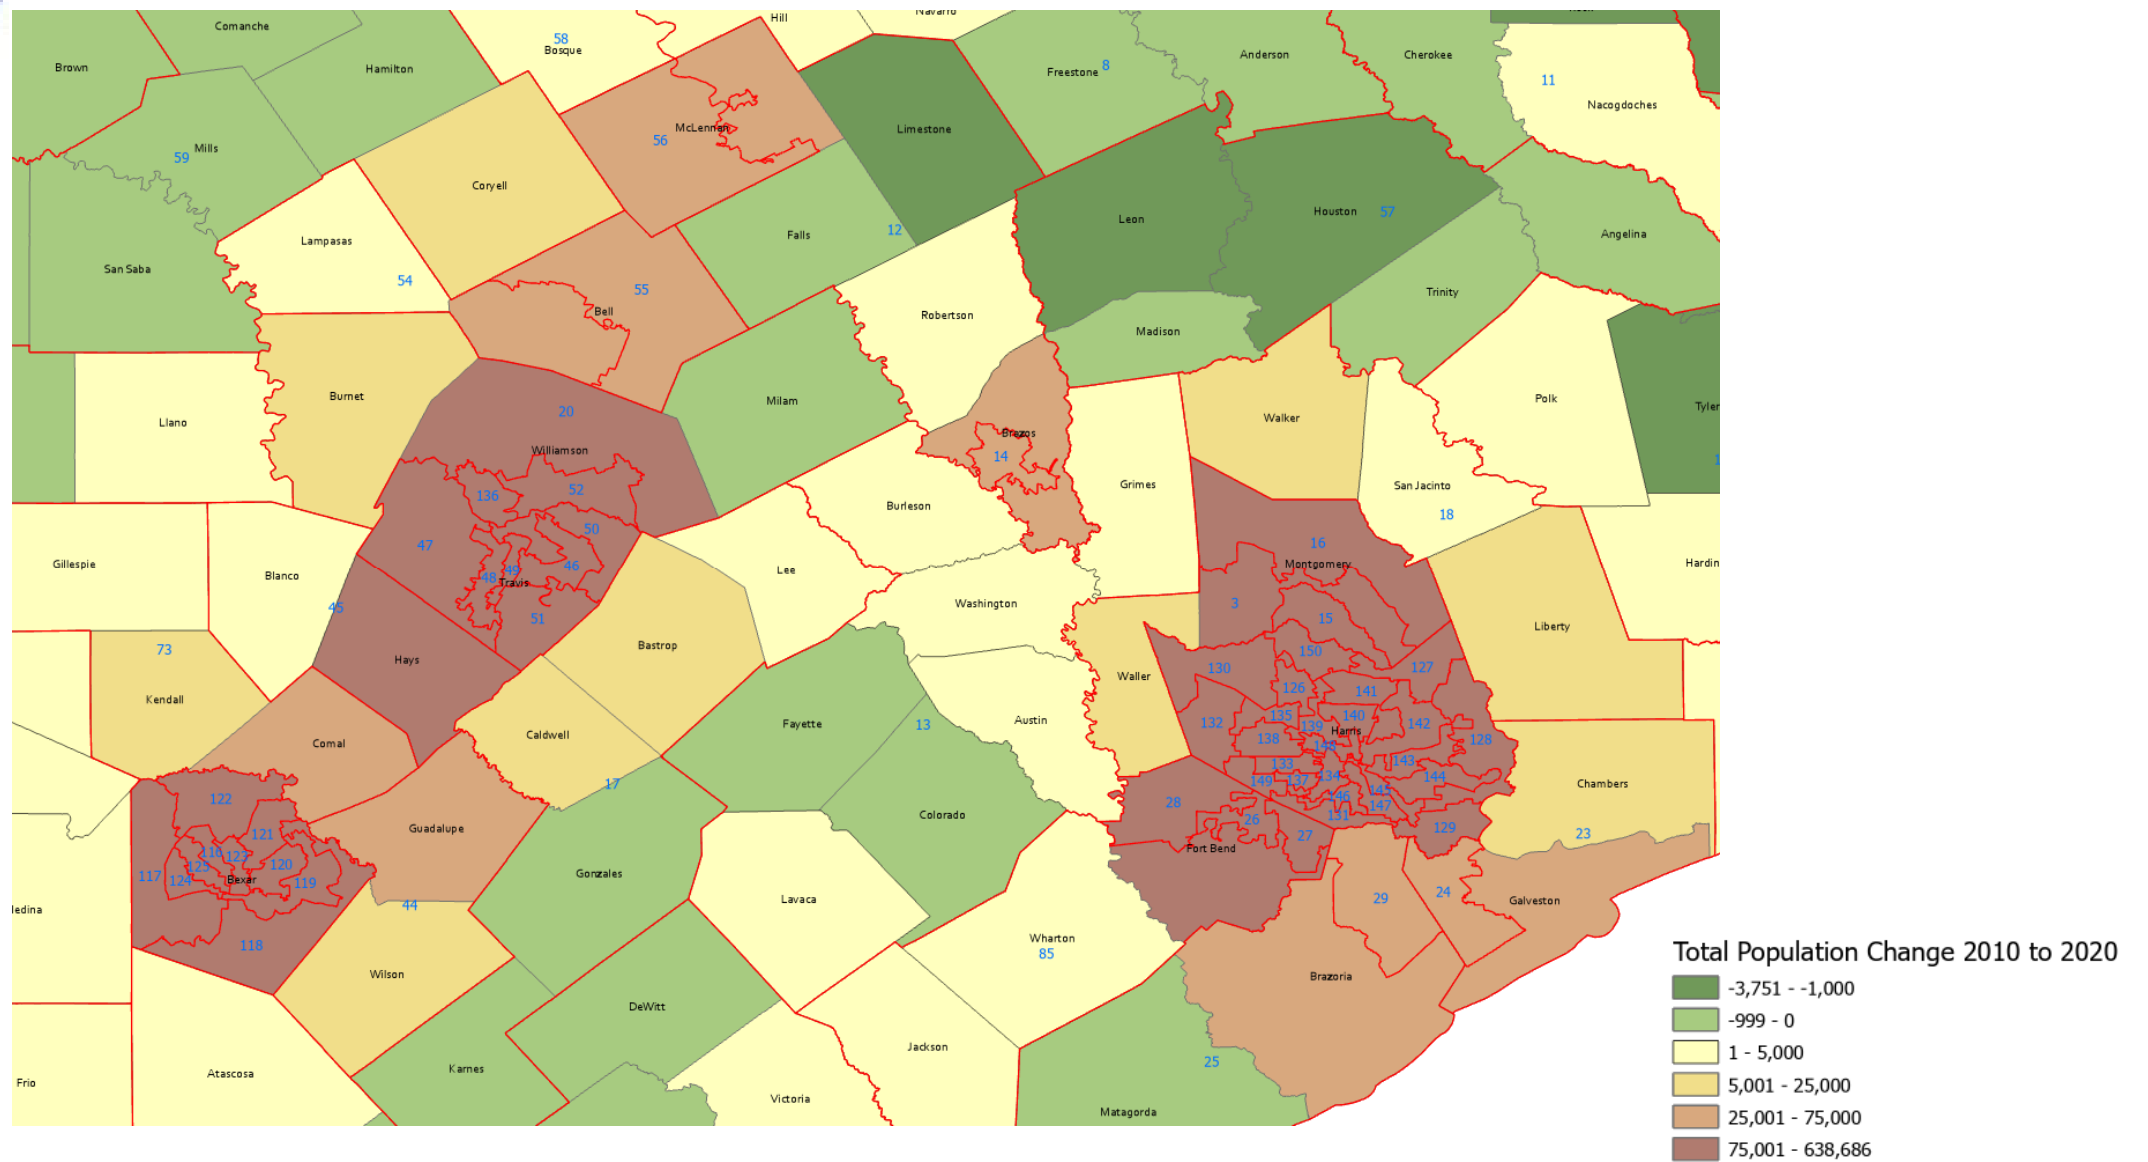 Comanche
Hill
Navarro
58
Bosque
Brown
Hamilton
Freestone 8
Anderson
Cherokee
11
Nacogdoches
59 Mills
56 McLennan
Limestone
Coryell
Lampasas
54
San Saba
Falls
12
Leon
Houston 57
Angelina
55
Bell
Robertson
Madison
Trinity
Llano
Burnet
20
Williamson
Milam
Brazos
14
Walker
Polk
Tyler
136
52
50
47
48
49
46
Travis
51
Burleson
Grimes
San Jacinto
18
Gillespie
Blanco
45
Lee
Washington
16
Montgomery
3
15
Hardin
Liberty
73
Kendall
Hays
Bastrop
Waller
130
150
127
126
141
Comal
Caldwell
17
Fayette
13
Austin
132
135
139
140
142
Harris
138
148
128
133
143
149
137
134
144
145
146
147
131
129
Chambers
23
122
121
116
123
125
120
117
124
Bexar
119
118
Guadalupe
44
Gonzales
Colorado
28
26
27
Fort Bend
Lavaca
Wharton
85
29
24
Galveston
Wilson
DeWitt
Brazoria
Jackson
25
Matagorda
Frio
Atascosa
Karnes
Victoria
Total Population Change 2010 to 2020
-3,751 - -1,000
-999 - 0
1 - 5,000
5,001 - 25,000
25,001 - 75,000
75,001 - 638,686